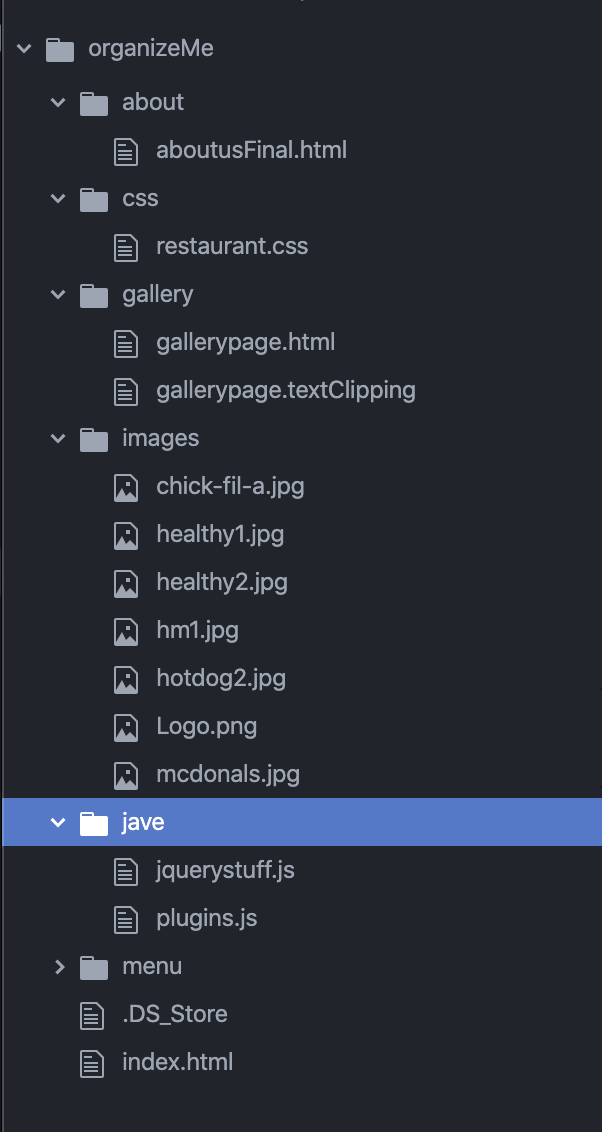 organizeMe
about
aboutusFinal.html
css
restaurant.css
gallery
gallerypage.html
gallerypage.textClipping
images
chick-fil-a.jpg
healthy1.jpg
healthy2.jpg
hm1.jpg
hotdog2.jpg
Logo.png
mcdonals.jpg
jave
jquerystuff.js
plugins.js
menu
.DS_Store
index.html